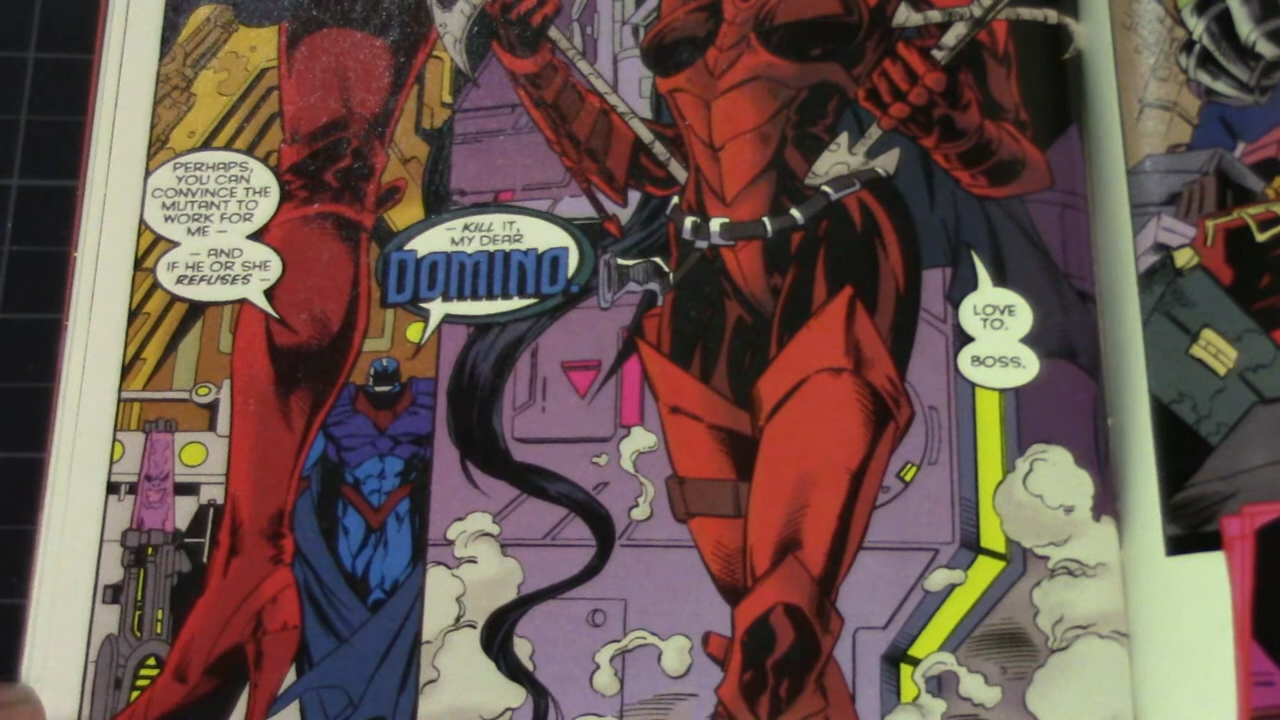 PERHAPS,
YOU CAN
CONVINCE THE
MUTANT TO
WORK FOR
ME –
– AND
IF HE OR SHE
REFUSES –
– KILL IT,
MY DEAR
DOMINO.
LOVE
TO.
BOSS.